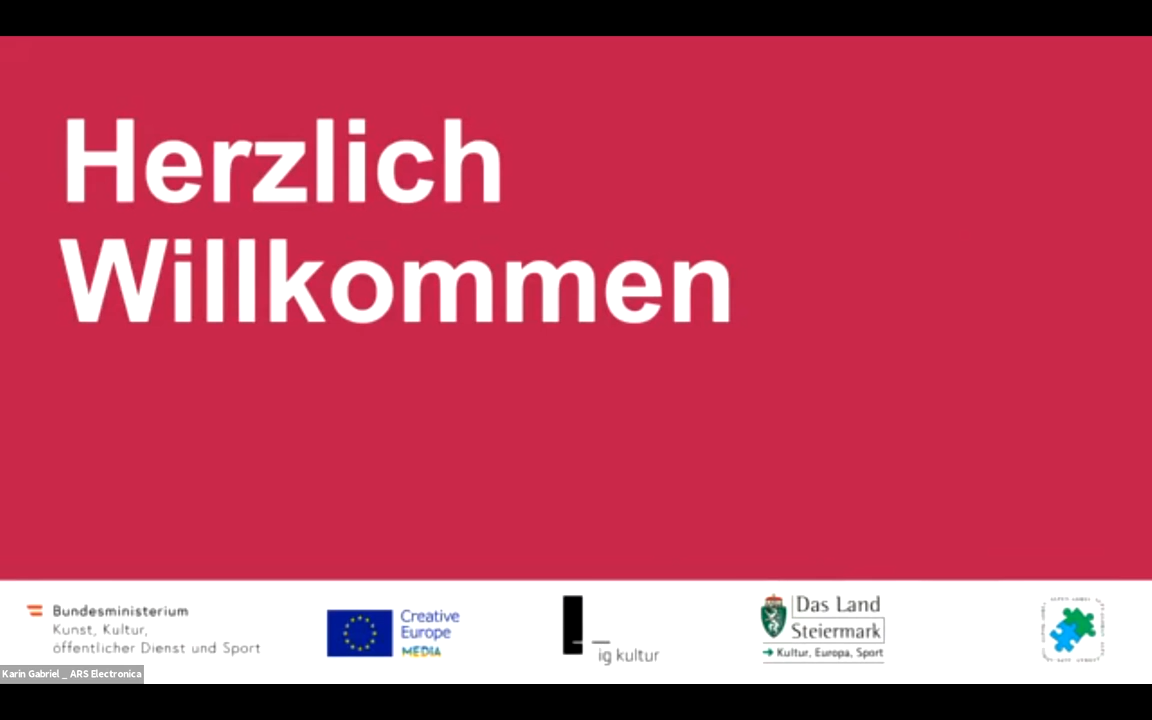 Herzlich
Willkommen
Bundesministerium
Kunst, Kultur,
öffentlicher Dienst und Sport
Creative
Europe
MEDIA
ig kultur
Das Land
Steiermark
Kultur, Europa, Sport
Karin Gabriel _ ARS Electronica